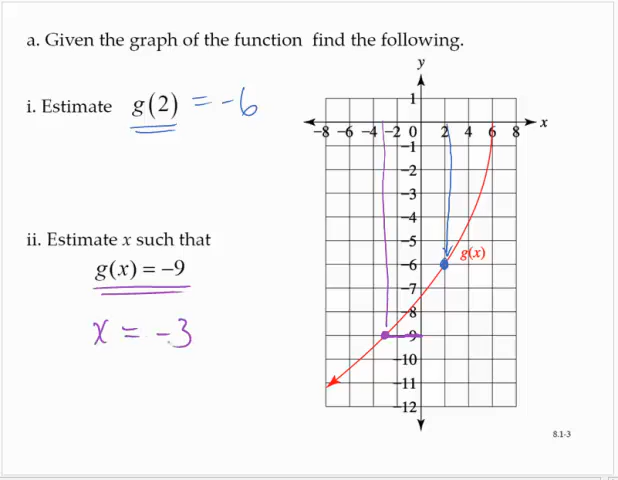 a. Given the graph of the function find the following.
y
i. Estimate g(2) = -6
1
-8 -6 -4 -2 0 2 4 6 8 x
-1
-2
-3
-4
ii. Estimate x such that
-5
g(x)
g(x) = -9
-6
-7
x = -3
-8
-9
-10
-11
-12
8.1-3